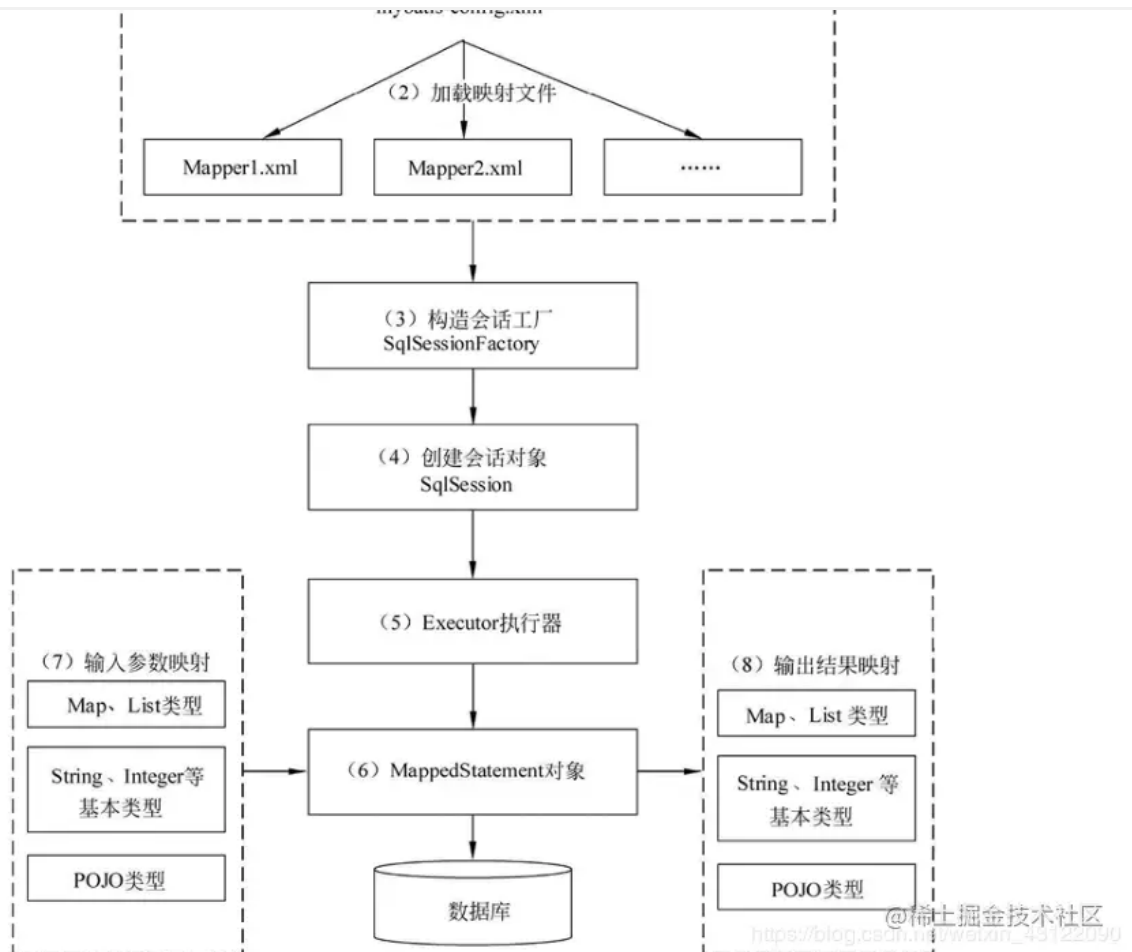 (2)加载映射文件
Mapper1.xml
Mapper2.xml
……
(3)构造会话工厂
SqlSessionFactory
(4)创建会话对象
SqlSession
(5)Executor执行器
(7)输入参数映射
Map、List类型
String、Integer等
基本类型
POJO类型
(6)MappedStatement对象
(8)输出结果映射
Map、List 类型
String、Integer 等
基本类型
POJO类型
数据库
@稀土掘金技术社区